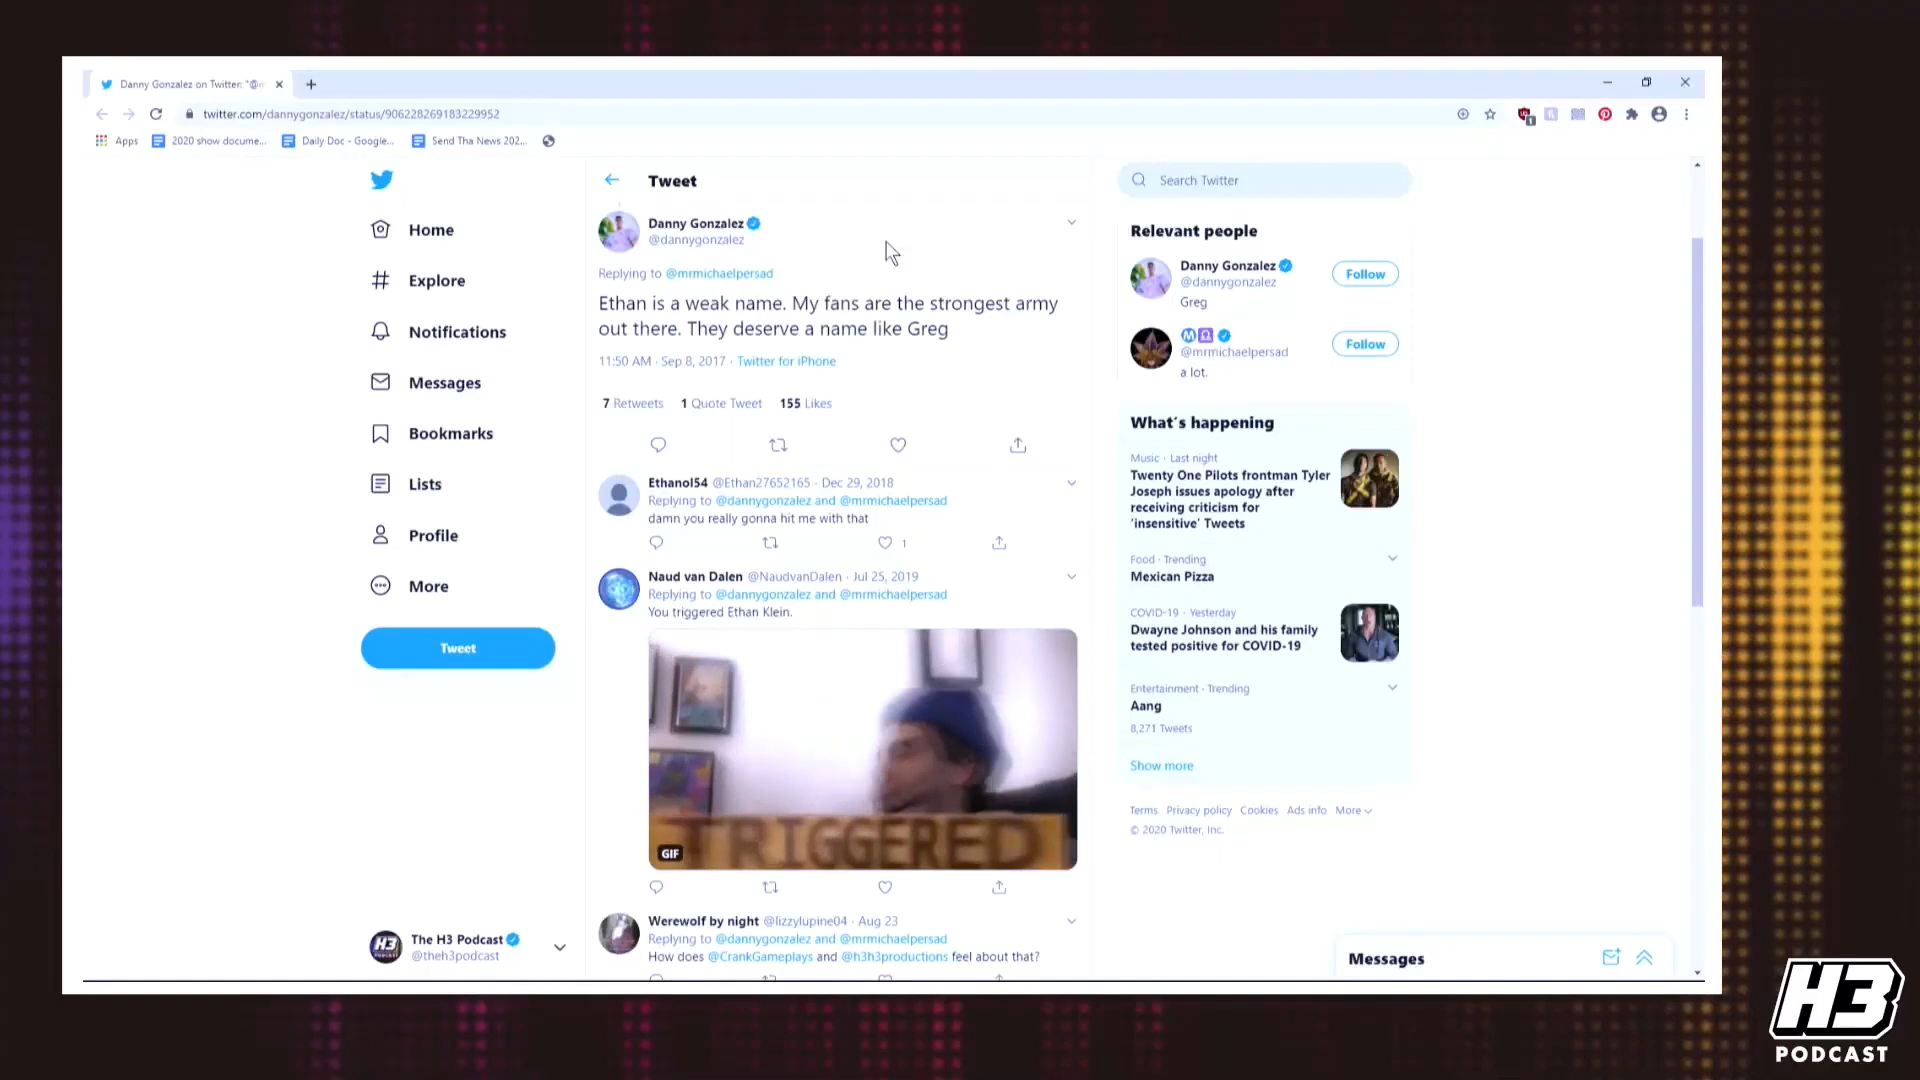 Danny Gonzalez on Twitter: "@m
twitter.com/dannygonzalez/status/906228269183229952
Apps
2020 show docume...
Daily Doc - Google...
Send Tha News 202...
Home
Explore
Notifications
Messages
Bookmarks
Lists
Profile
More
Tweet
The H3 Podcast
@theh3podcast
Tweet
Danny Gonzalez
@dannygonzalez
Replying to @mrmichaelpersad
Ethan is a weak name. My fans are the strongest army
out there. They deserve a name like Greg
11:50 AM · Sep 8, 2017 · Twitter for iPhone
7 Retweets 1 Quote Tweet 155 Likes
Ethanol54 @Ethan27652165 · Dec 29, 2018
Replying to @dannygonzalez and @mrmichaelpersad
damn you really gonna hit me with that
1
Naud van Dalen @NaudvanDalen · Jul 25, 2019
Replying to @dannygonzalez and @mrmichaelpersad
You triggered Ethan Klein.
TRIGGERED
GIF
Werewolf by night @lizzylupine04 · Aug 23
Replying to @dannygonzalez and @mrmichaelpersad
How does @CrankGameplays and @h3h3productions feel about that?
Search Twitter
Relevant people
Danny Gonzalez
@dannygonzalez
Greg
Follow
@mrmichaelpersad
a lot.
Follow
What's happening
Music · Last night
Twenty One Pilots frontman Tyler
Joseph issues apology after
receiving criticism for
'insensitive' Tweets
Food · Trending
Mexican Pizza
COVID-19 · Yesterday
Dwayne Johnson and his family
tested positive for COVID-19
Entertainment · Trending
Aang
8,271 Tweets
Show more
Terms Privacy policy Cookies Ads info More
© 2020 Twitter, Inc.
Messages
H3
PODCAST